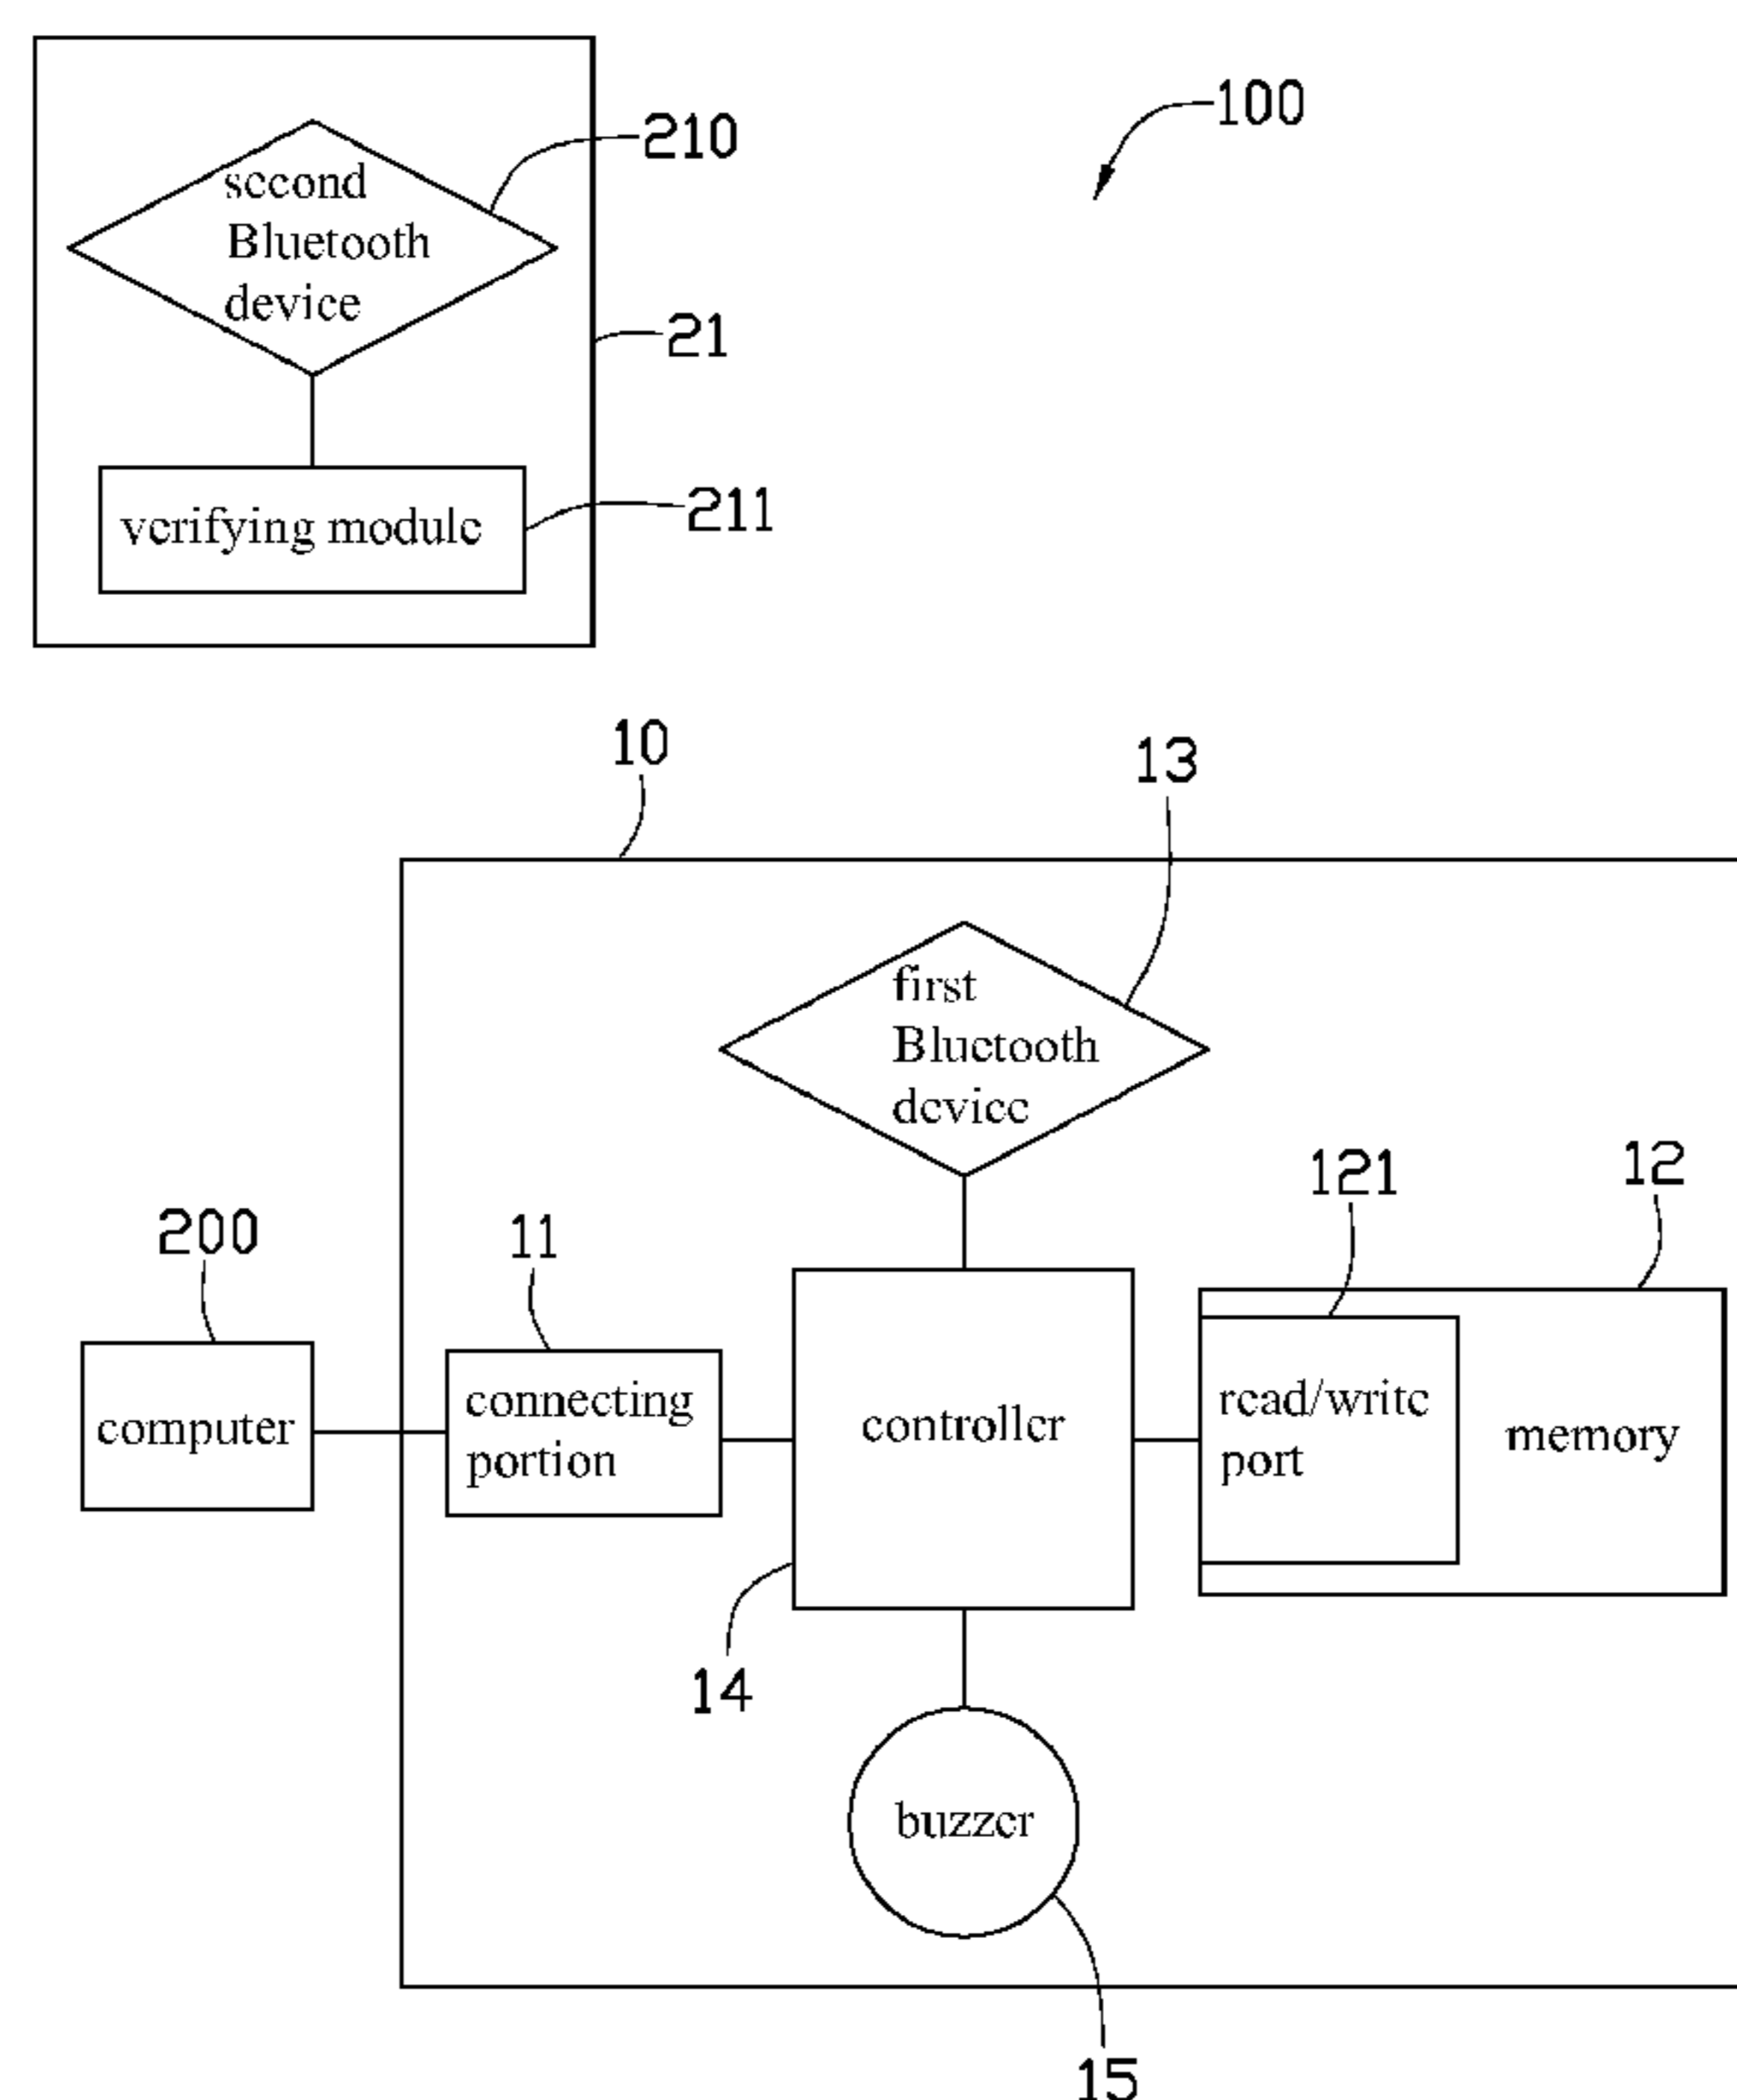 100
210
second
Bluetooth
device
21
211
verifying module
10
13
first
Bluetooth
device
121
12
200
11
computer
connecting
portion
controller
read/write
port
memory
14
buzzer
15